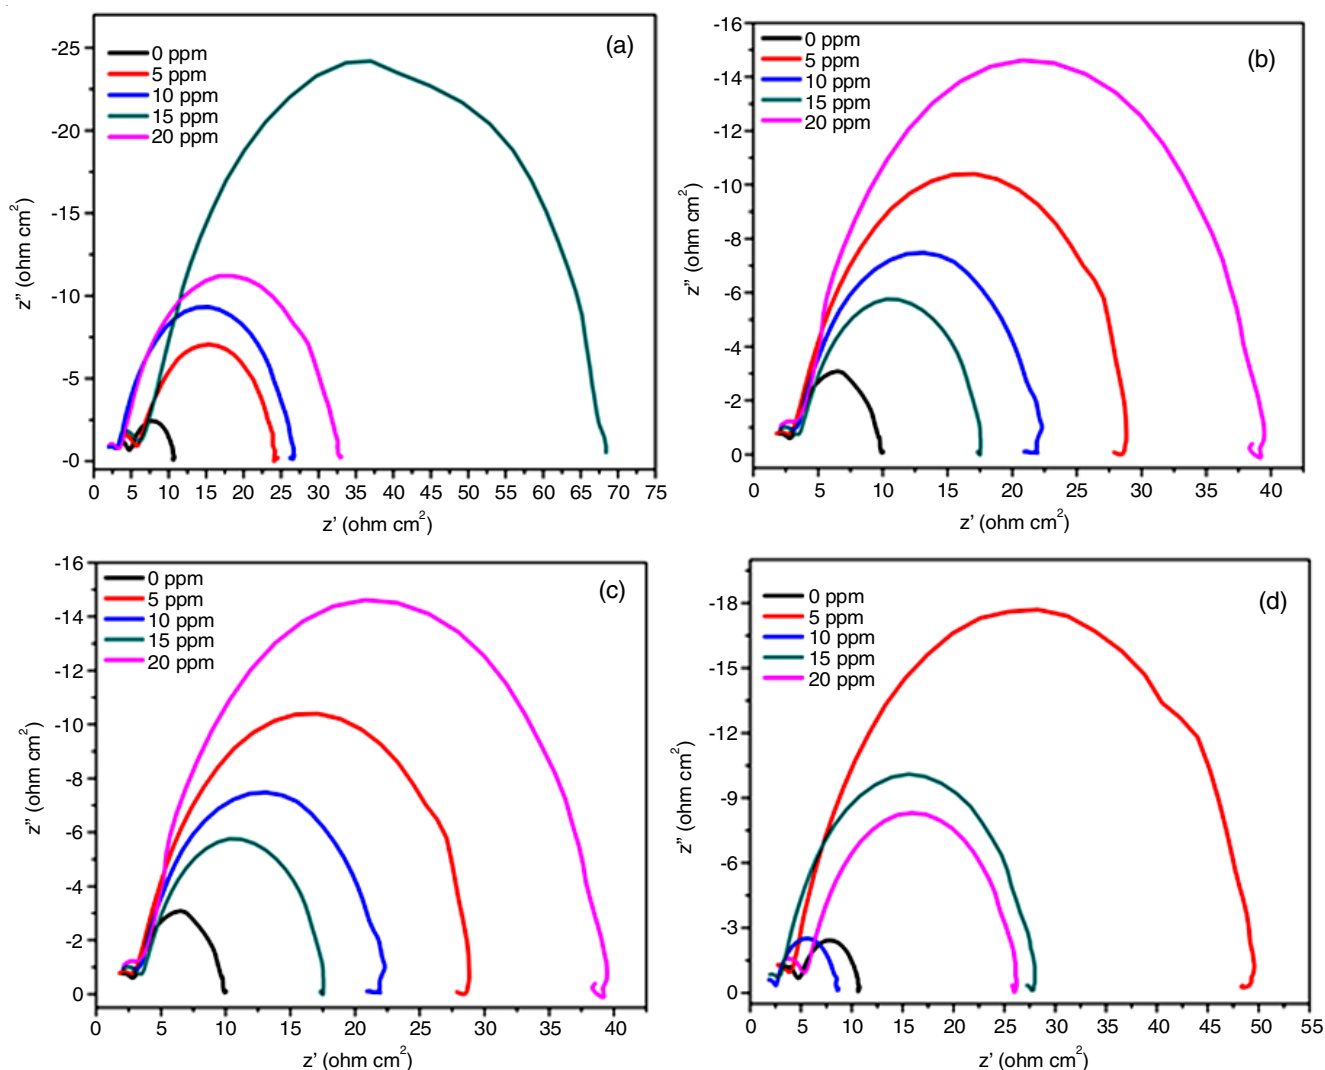 (a)
0 ppm
5 ppm
10 ppm
15 ppm
20 ppm
-25
-20
-15
-10
-5
-0
z” (ohm cm²)
0 5 10 15 20 25 30 35 40 45 50 55 60 65 70 75
z’ (ohm cm²)
(b)
0 ppm
5 ppm
10 ppm
15 ppm
20 ppm
-16
-14
-12
-10
-8
-6
-4
-2
0
z” (ohm cm²)
0 5 10 15 20 25 30 35 40
z’ (ohm cm²)
(c)
0 ppm
5 ppm
10 ppm
15 ppm
20 ppm
-16
-14
-12
-10
-8
-6
-4
-2
0
z” (ohm cm²)
0 5 10 15 20 25 30 35 40
z’ (ohm cm²)
(d)
0 ppm
5 ppm
10 ppm
15 ppm
20 ppm
-18
-15
-12
-9
-6
-3
0
z” (ohm cm²)
0 5 10 15 20 25 30 35 40 45 50 55
z’ (ohm cm²)